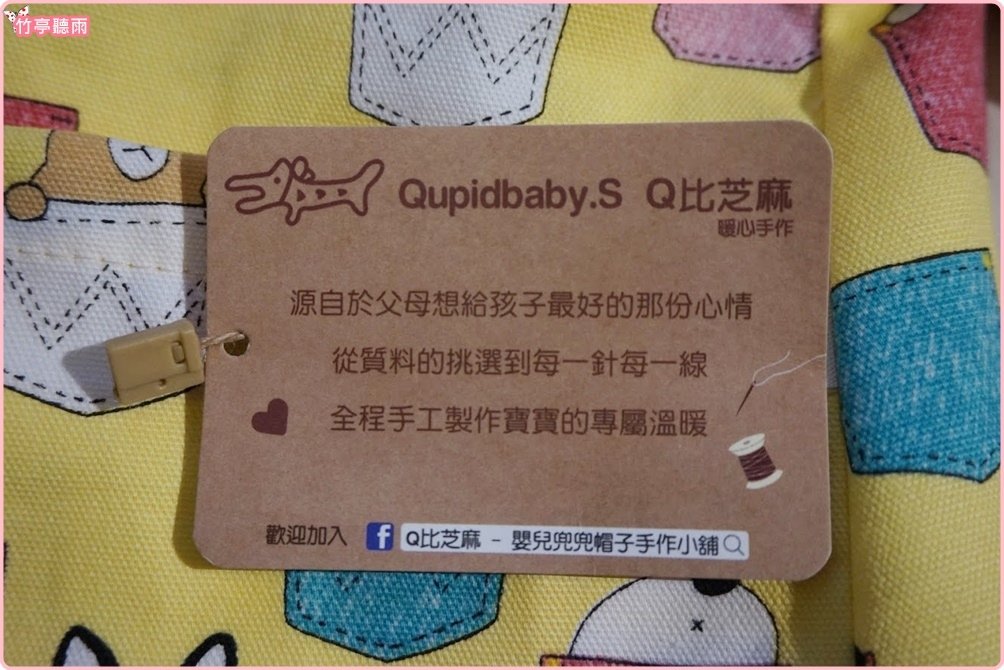 竹亭聽雨
Qupidbaby.S Q比芝麻
暖心手作
源自於父母想給孩子最好的那份心情
從質料的挑選到每一針每一線
全程手工製作寶寶的專屬溫暖
歡迎加入 f Q比芝麻 - 嬰兒兜兜帽子手作小舖